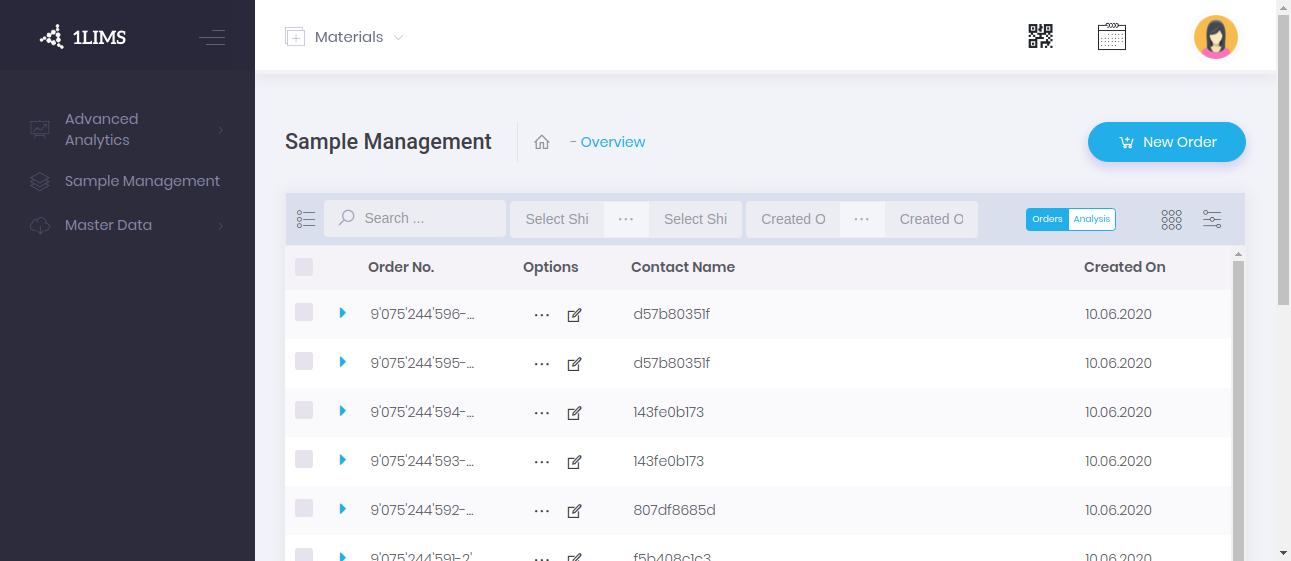 1LIMS
Materials
Advanced
Analytics
Sample Management
Master Data
Sample Management
- Overview
New Order
Search ...
Select Shi
...
Select Shi
Created O
...
Created O
Orders
Analysis
Order No.
Options
Contact Name
Created On
9'075'244'596-...
...
d57b80351f
10.06.2020
9'075'244'595-...
...
d57b80351f
10.06.2020
9'075'244'594-...
...
143fe0b173
10.06.2020
9'075'244'593-...
...
143fe0b173
10.06.2020
9'075'244'592-...
...
807df8685d
10.06.2020
9'075'244'591-2'
...
f5b408c1c3
10.06.2020